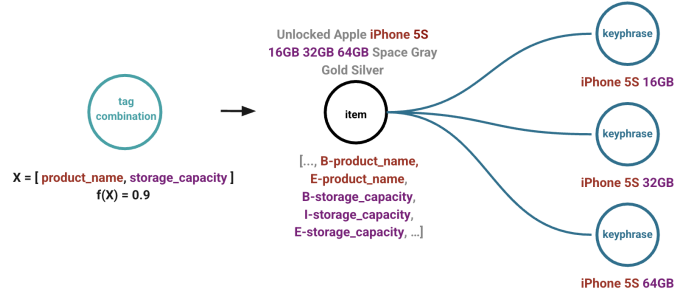 tag
combination
X = [ product_name, storage_capacity ]
f(X) = 0.9
Unlocked Apple iPhone 5S
16GB 32GB 64GB Space Gray
Gold Silver
item
[..., B-product_name,
E-product_name,
B-storage_capacity,
I-storage_capacity,
E-storage_capacity, ...]
keyphrase
iPhone 5S 16GB
keyphrase
iPhone 5S 32GB
keyphrase
iPhone 5S 64GB